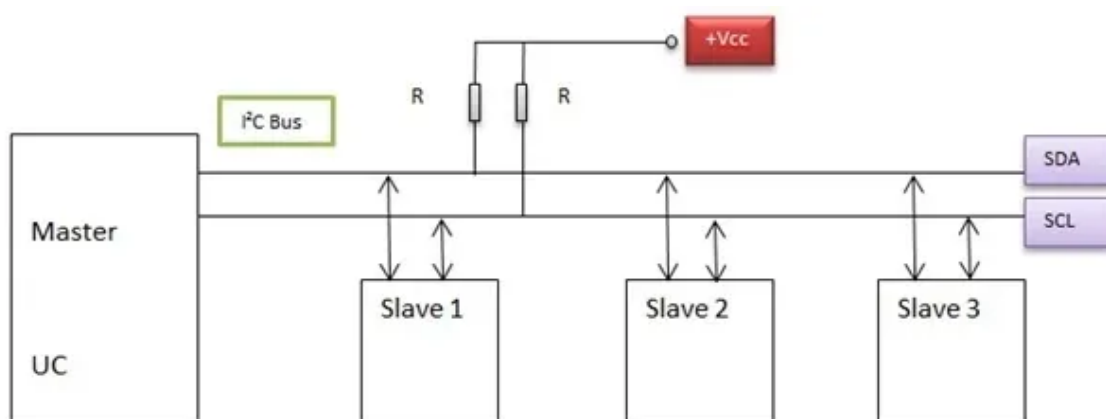 +Vcc
R
R
I²C Bus
SDA
SCL
Master
UC
Slave 1
Slave 2
Slave 3